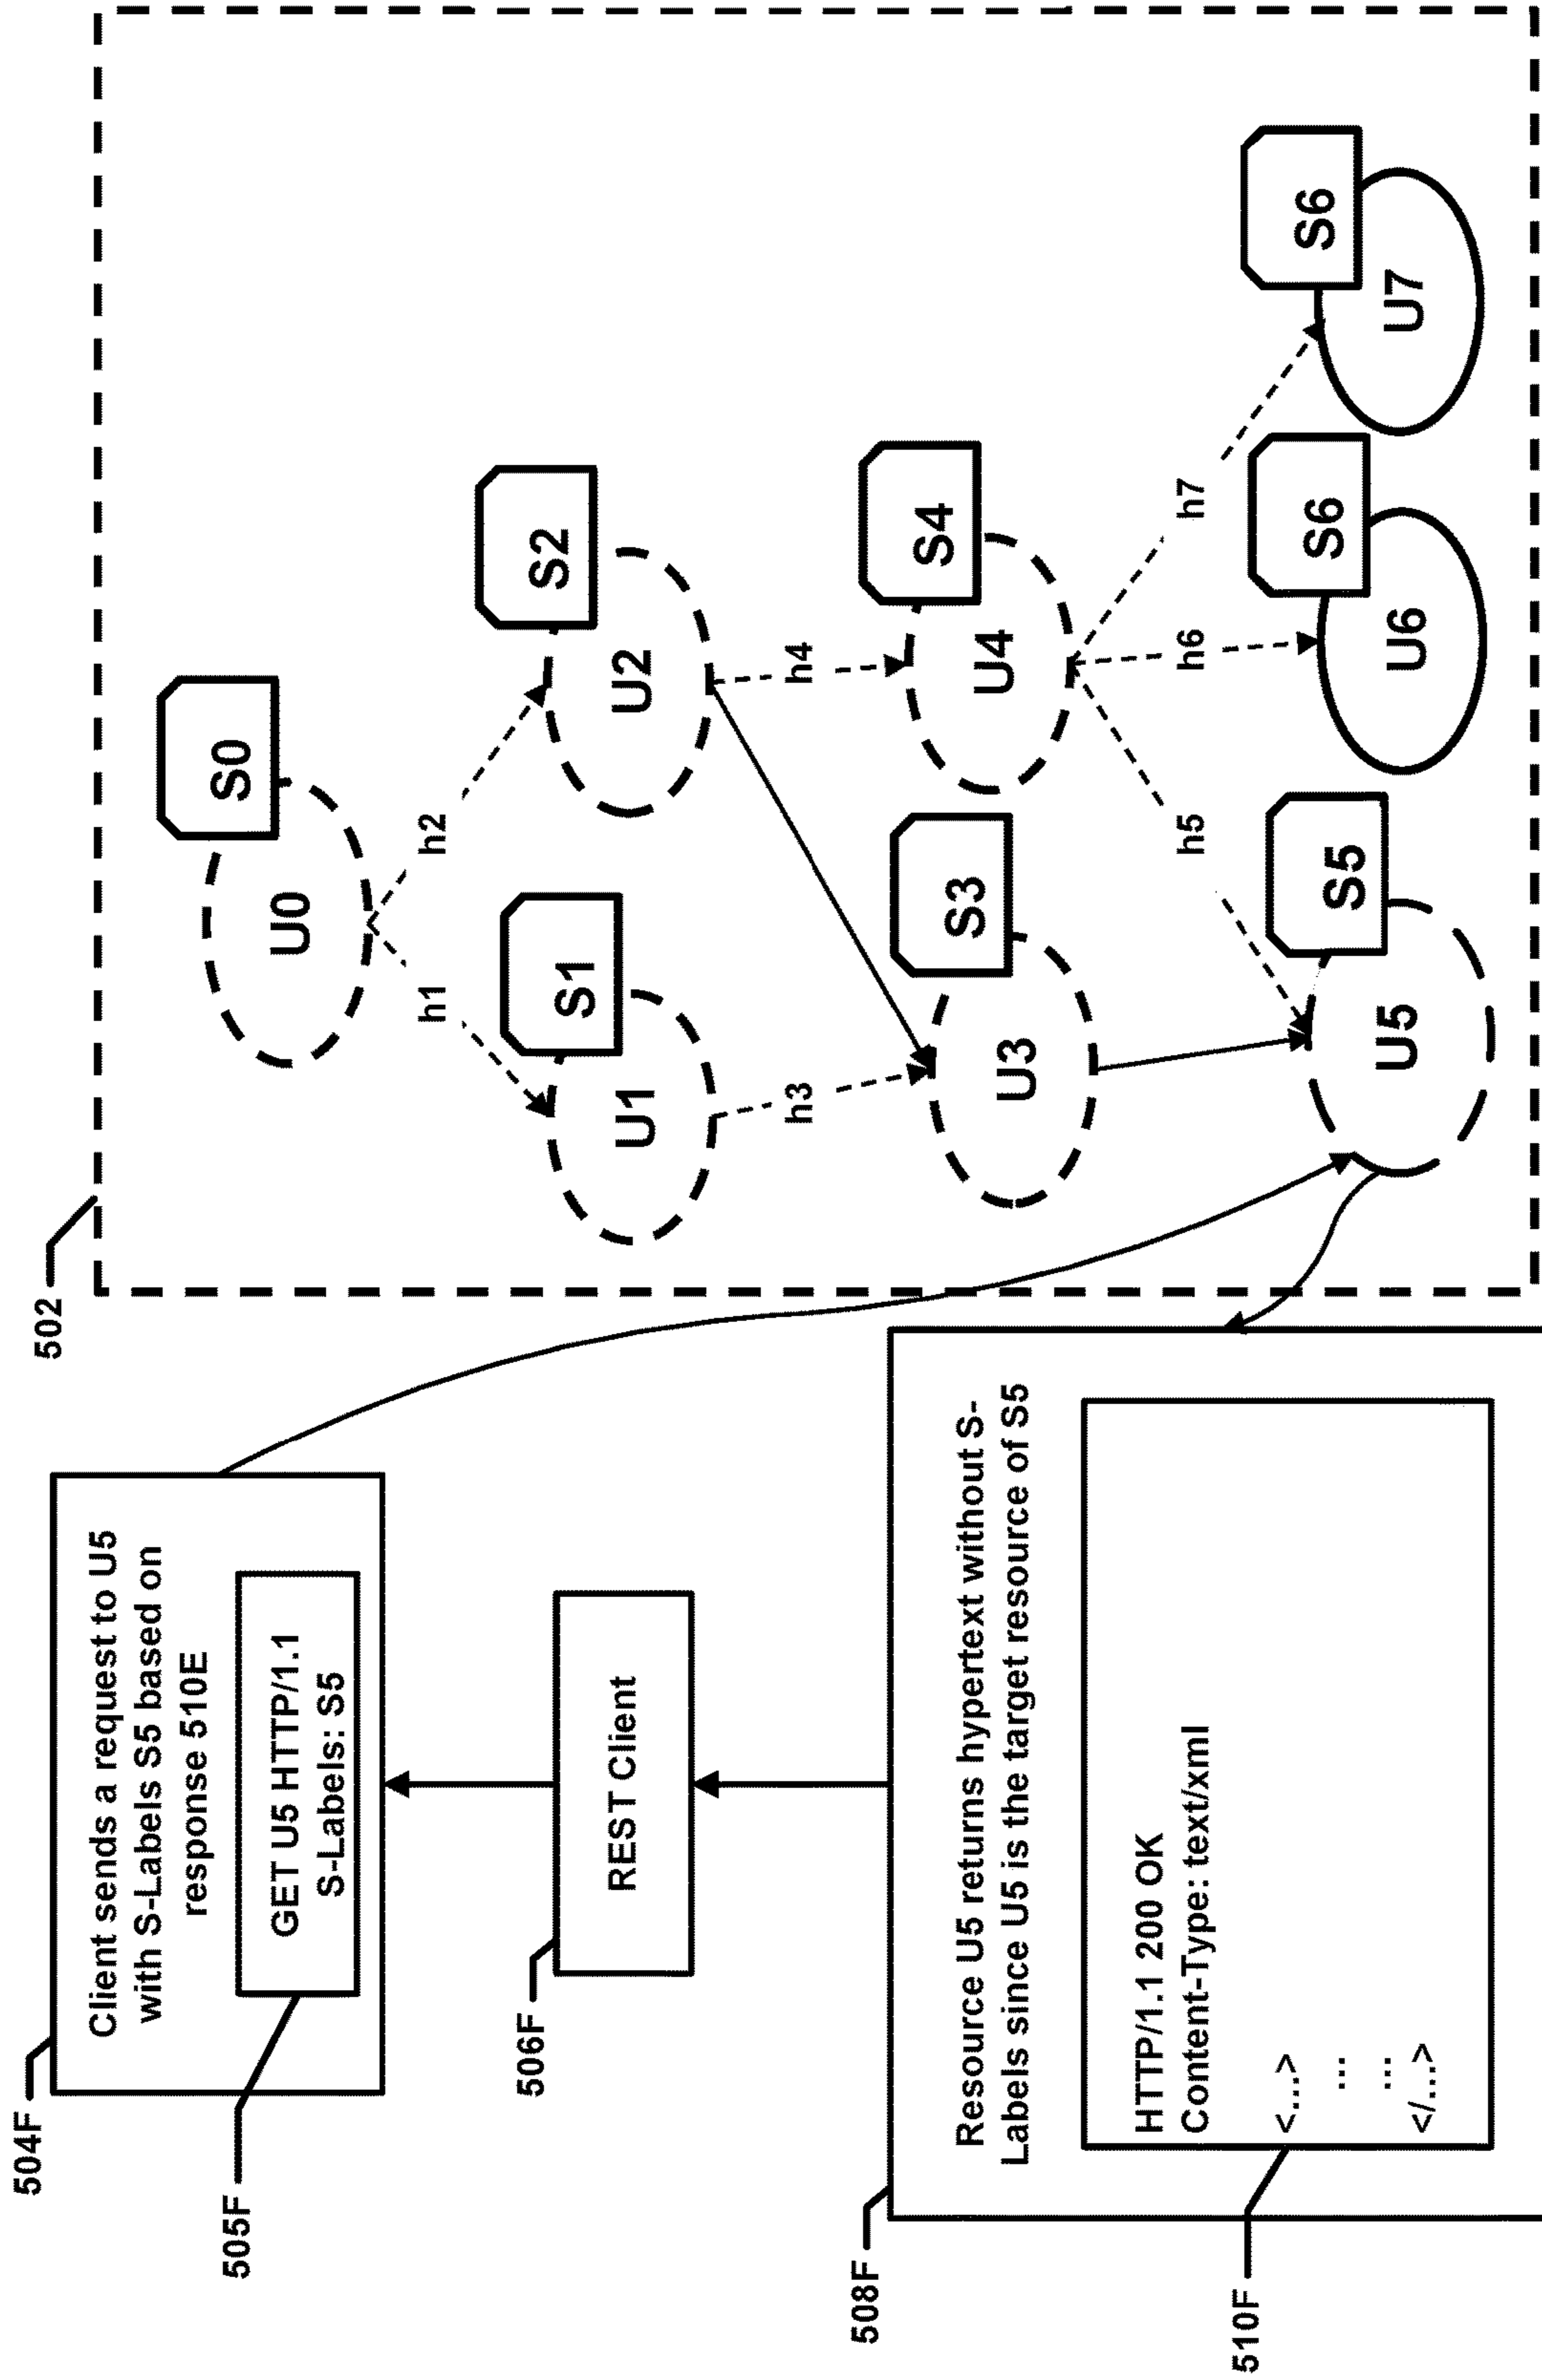 504F
Client sends a request to U5
with S-Labels S5 based on
response 510E
505F
GET U5 HTTP/1.1
S-Labels: S5
506F
REST Client
508F
Resource U5 returns hypertext without S-
Labels since U5 is the target resource of S5
510F
HTTP/1.1 200 OK
Content-Type: text/xml
<...>
...
...
</...>
502
U0
S0
h1
h2
U1
S1
U2
S2
h3
h4
U3
S3
U4
S4
h5
h6
h7
U5
S5
U6
S6
U7
S6